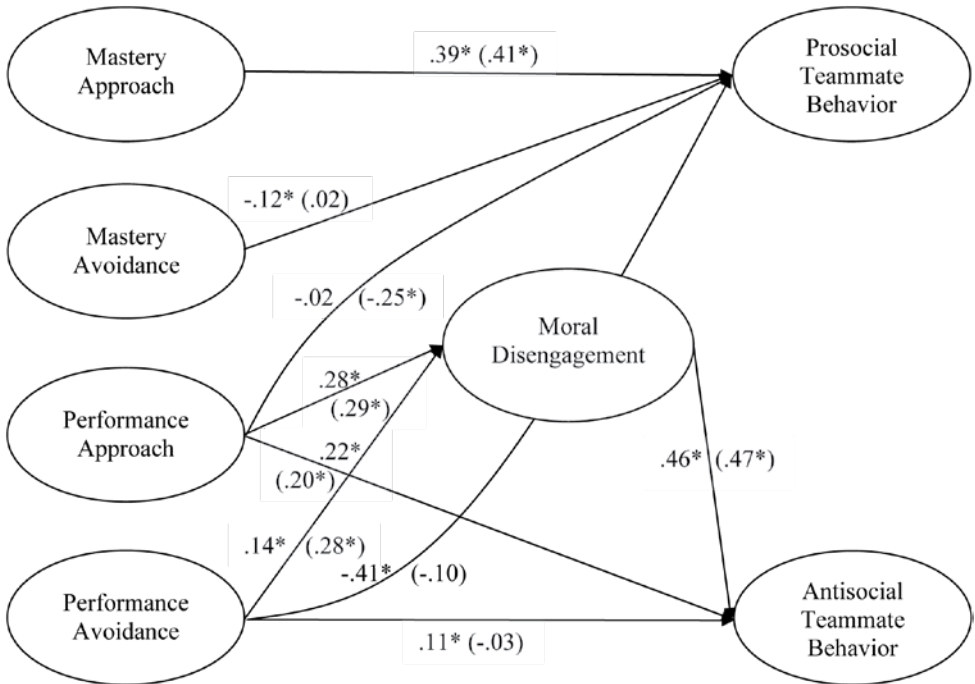 Mastery
Approach
.39* (.41*)
Prosocial
Teammate
Behavior
Mastery
Avoidance
-.12* (.02)
-.02 (-.25*)
Moral
Disengagement
Performance
Approach
.28*
(.29*)
.22*
(.20*)
.46* (.47*)
Performance
Avoidance
.14* (.28*)
-.41* (-.10)
.11* (-.03)
Antisocial
Teammate
Behavior